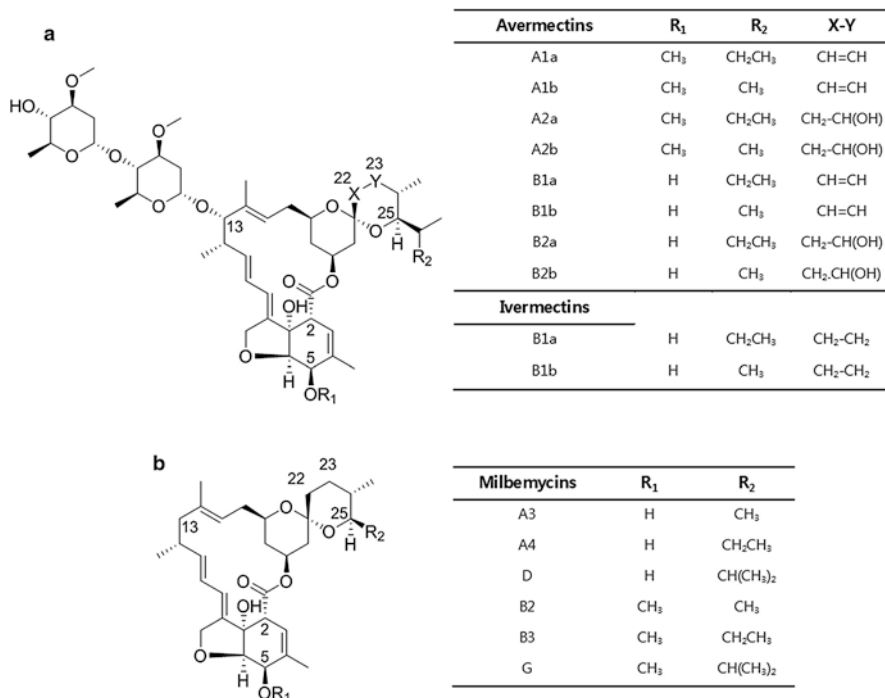 a
Avermectins R₁ R₂ X-Y
A1a CH₃ CH₂CH₃ CH=CH
A1b CH₃ CH₃ CH=CH
A2a CH₃ CH₂CH₃ CH₂-CH(OH)
A2b CH₃ CH₃ CH₂-CH(OH)
B1a H CH₂CH₃ CH=CH
B1b H CH₃ CH=CH
B2a H CH₂CH₃ CH₂-CH(OH)
B2b H CH₃ CH₂.CH(OH)
Ivermectins
B1a H CH₂CH₃ CH₂-CH₂
B1b H CH₃ CH₂-CH₂
O
HO
O
O
O
O
O
22
23
X
Y
13
O
O
25
O
H
R₂
O
O
OH
2
O
5
H
OR₁
b
Milbemycins R₁ R₂
A3 H CH₃
A4 H CH₂CH₃
D H CH(CH₃)₂
B2 CH₃ CH₃
B3 CH₃ CH₂CH₃
G CH₃ CH(CH₃)₂
22
23
13
O
O
25
R₂
H
O
O
OH
2
O
5
H
OR₁